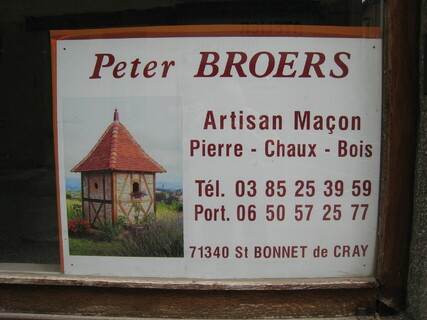 Peter BROERS
Artisan Maçon
Pierre - Chaux - Bois
Tél. 03 85 25 39 59
Port. 06 50 57 25 77
71340 St BONNET de CRAY